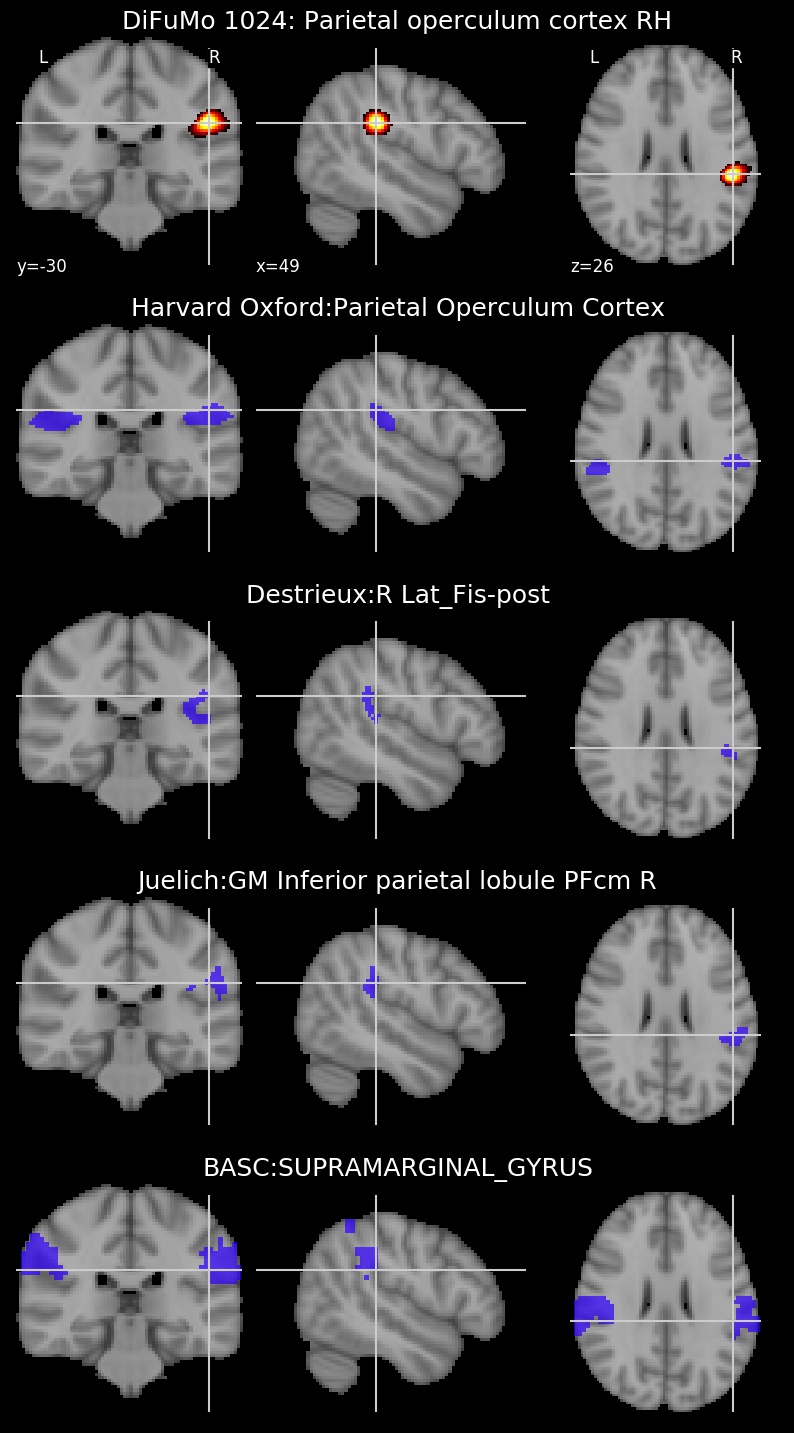 DiFuMo 1024: Parietal operculum cortex RH
L R L R
y=-30 x=49 z=26
Harvard Oxford:Parietal Operculum Cortex
Destrieux:R Lat_Fis-post
Juelich:GM Inferior parietal lobule PFcm R
BASC:SUPRAMARGINAL_GYRUS